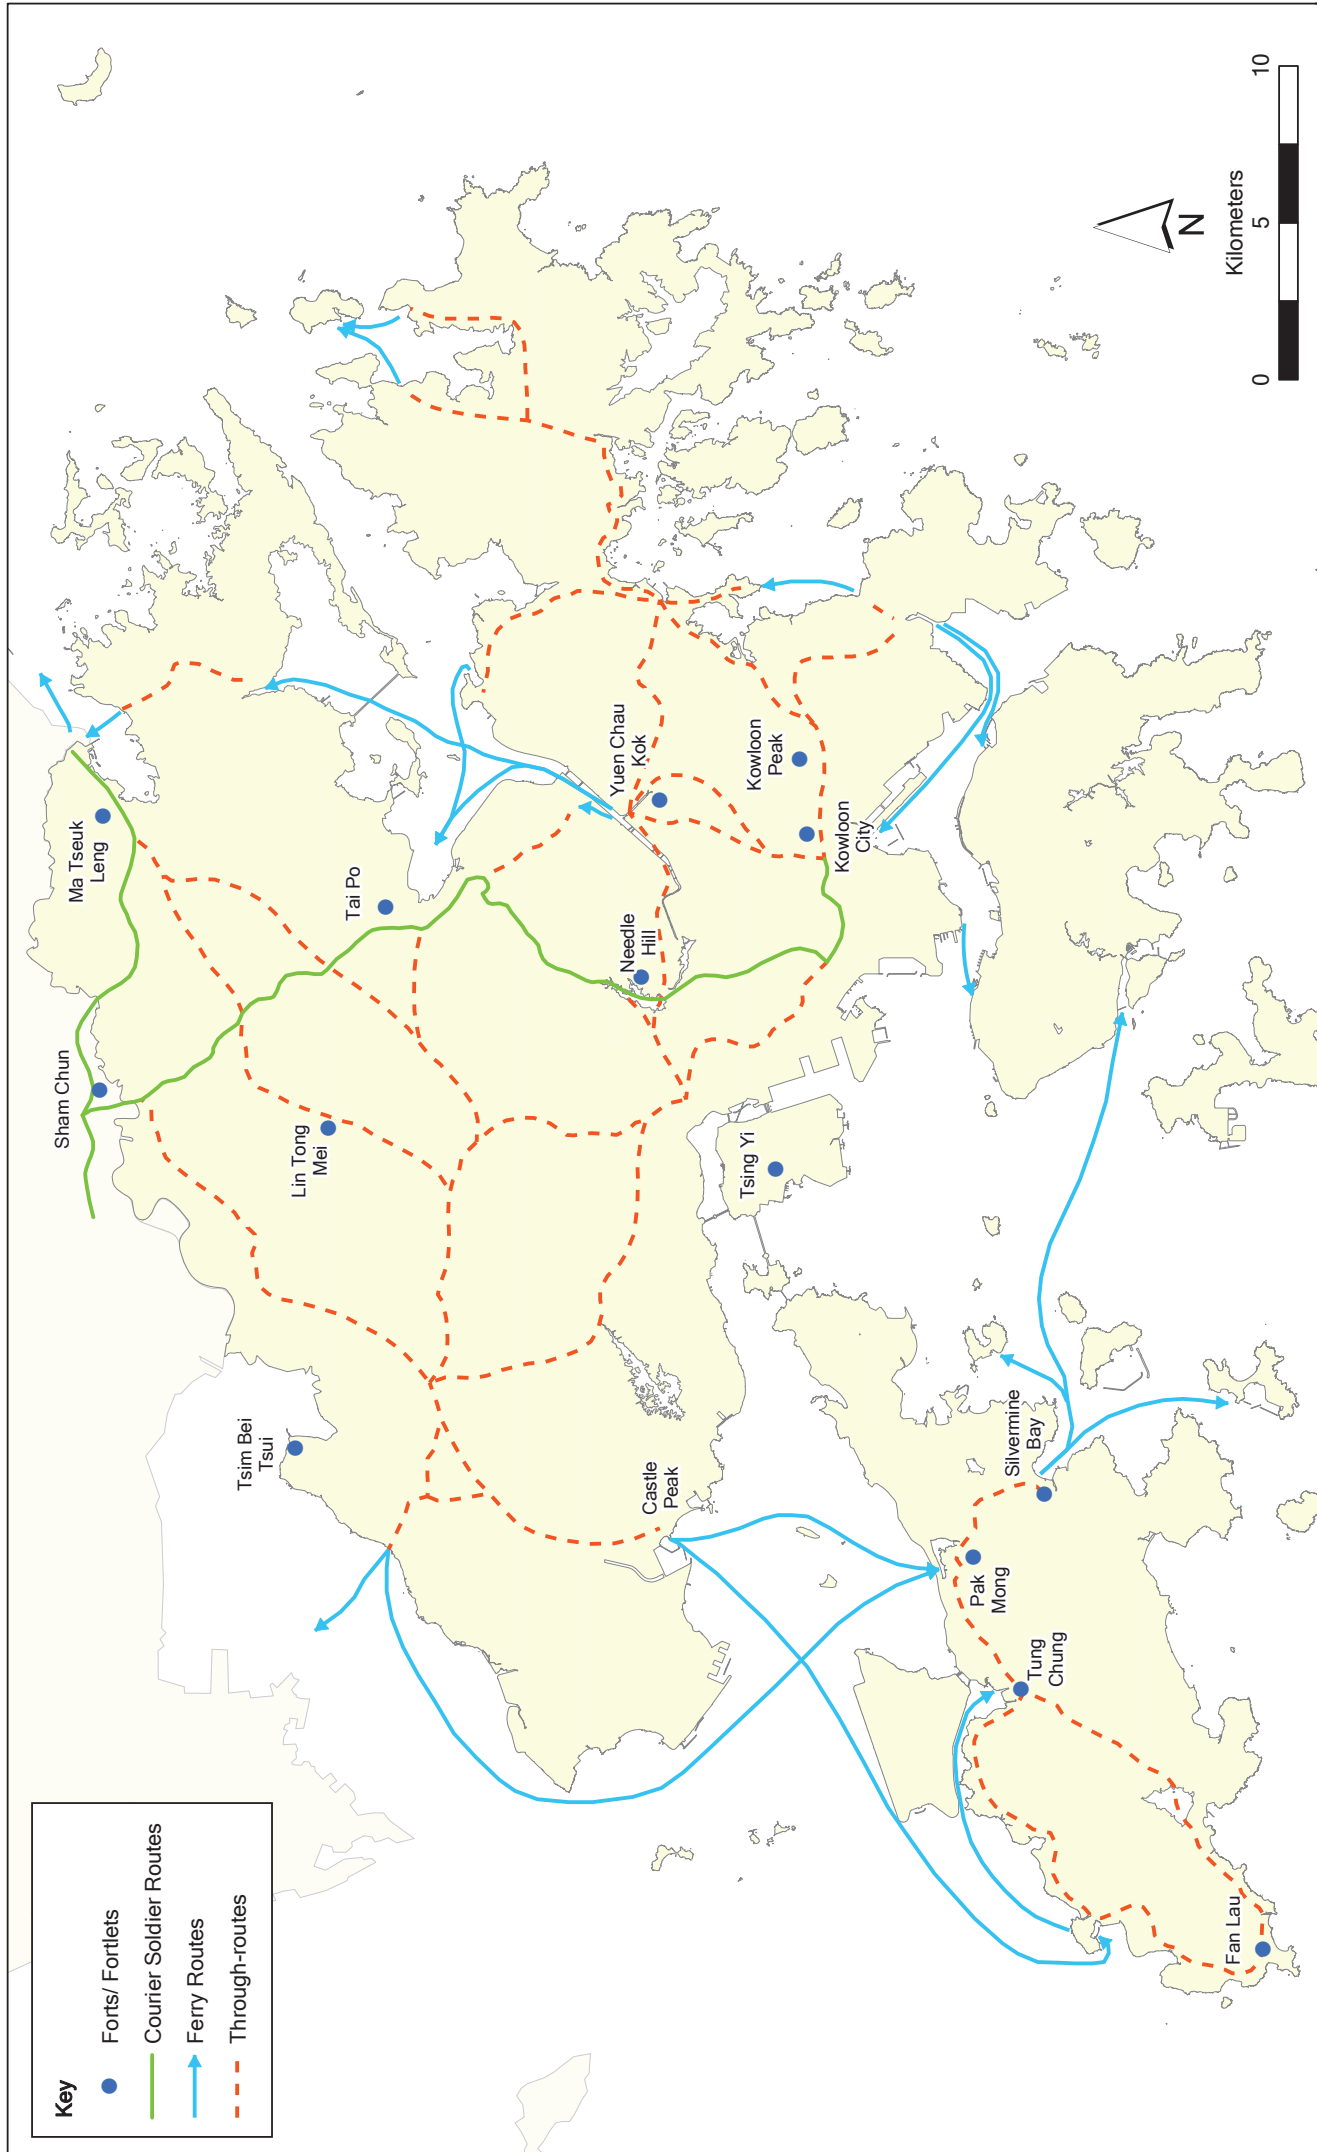 Key
Forts/ Fortlets
Courier Soldier Routes
Ferry Routes
Through-routes
Sham Chun
Ma Tseuk
Leng
Tai Po
Lin Tong
Mei
Tsim Bei
Tsui
Castle
Peak
Needle
Hill
Yuen Chau
Kok
Kowloon
Peak
Kowloon
City
Tsing Yi
Silvermine
Bay
Pak
Mong
Tung
Chung
Fan Lau
N
Kilometers
0
5
10